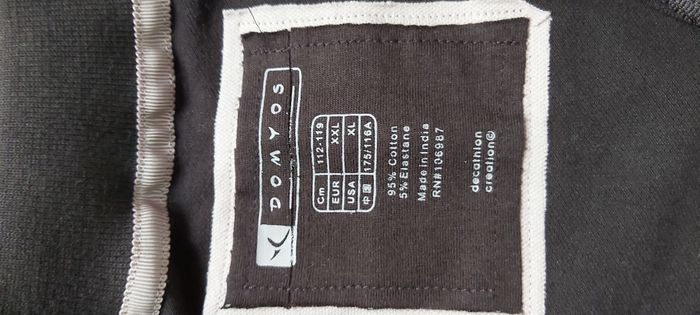 DOMYOS
Cm 112-119
EUR XXL
USA XL
中国 175/116A
95% Cotton
5% Elastane
Made in India
RN#106987
decathlon
creation©